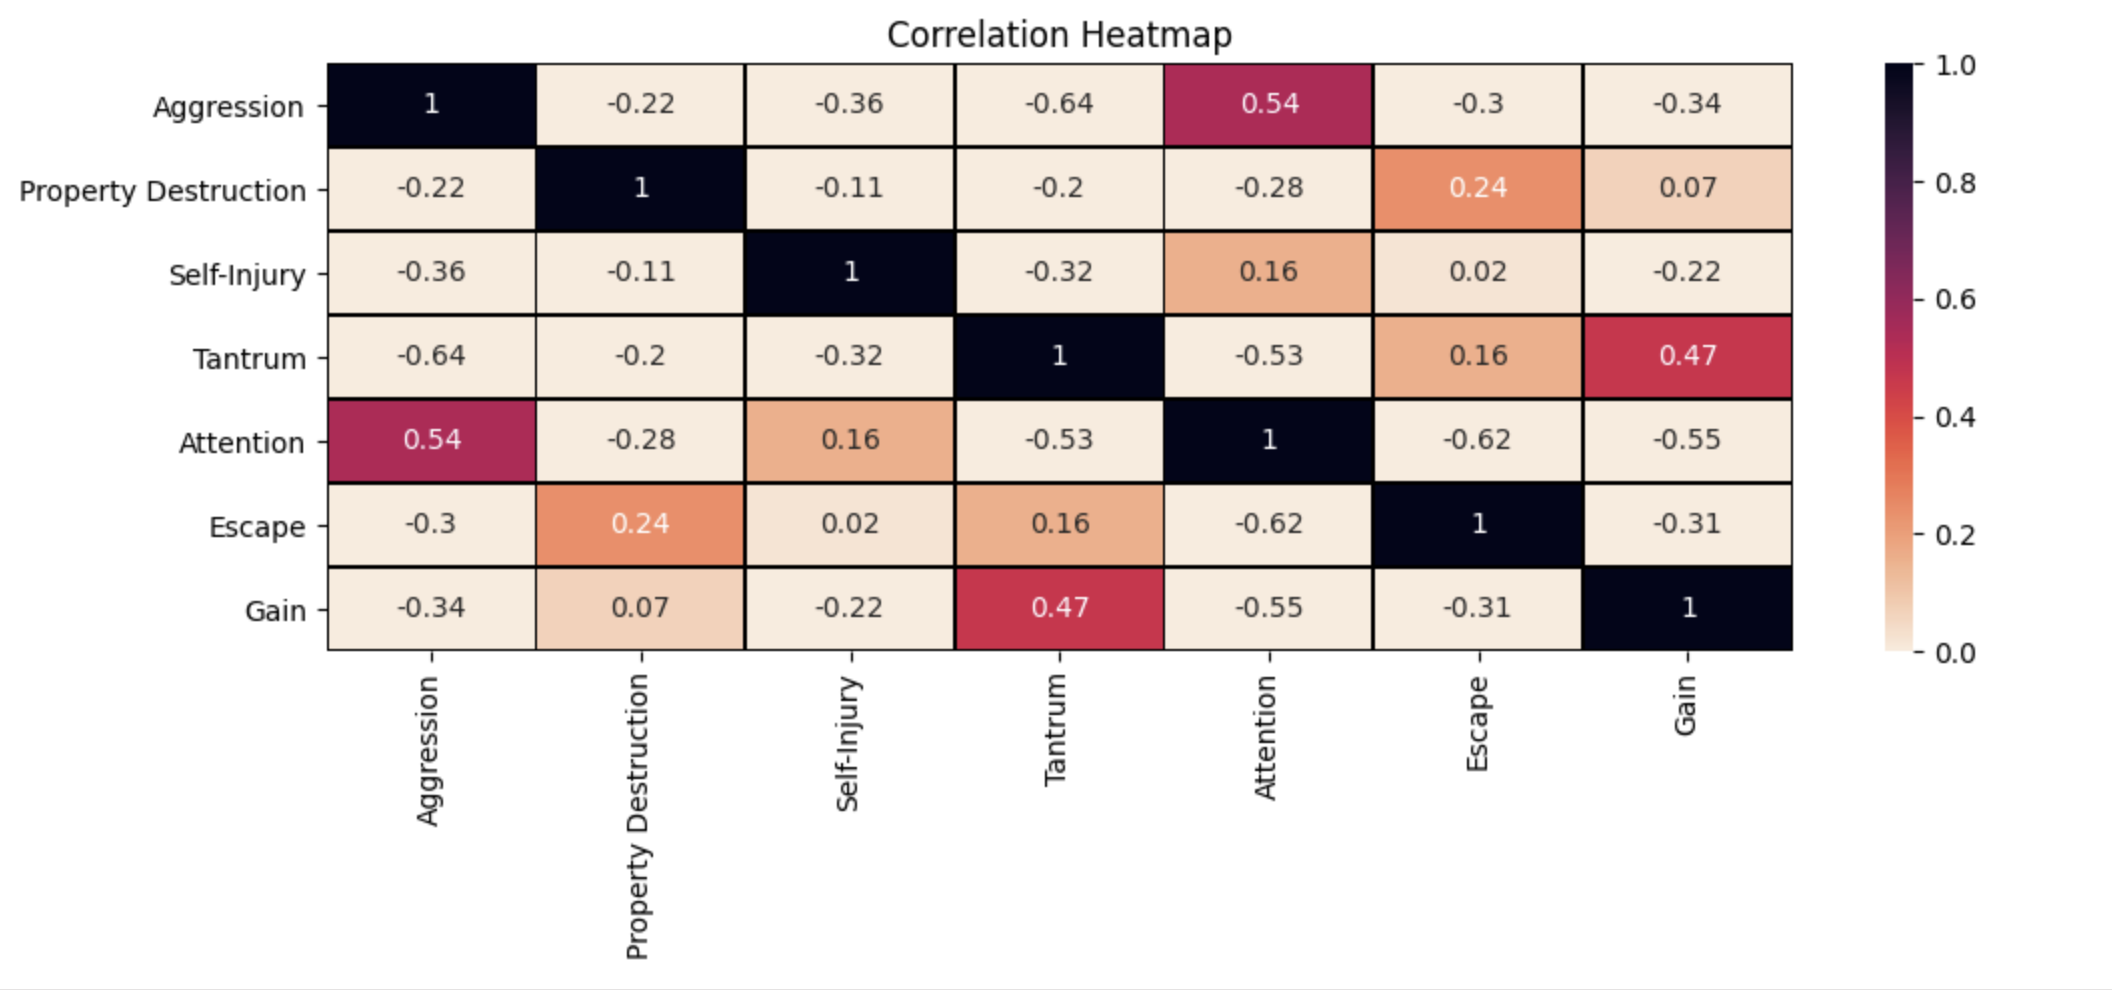 Correlation Heatmap
Aggression 1 -0.22 -0.36 -0.64 0.54 -0.3 -0.34
Property Destruction -0.22 1 -0.11 -0.2 -0.28 0.24 0.07
Self-Injury -0.36 -0.11 1 -0.32 0.16 0.02 -0.22
Tantrum -0.64 -0.2 -0.32 1 -0.53 0.16 0.47
Attention 0.54 -0.28 0.16 -0.53 1 -0.62 -0.55
Escape -0.3 0.24 0.02 0.16 -0.62 1 -0.31
Gain -0.34 0.07 -0.22 0.47 -0.55 -0.31 1
Aggression
Property Destruction
Self-Injury
Tantrum
Attention
Escape
Gain
1.0
0.8
0.6
0.4
0.2
0.0